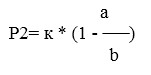 a
P2= к * (1 - ——)
b